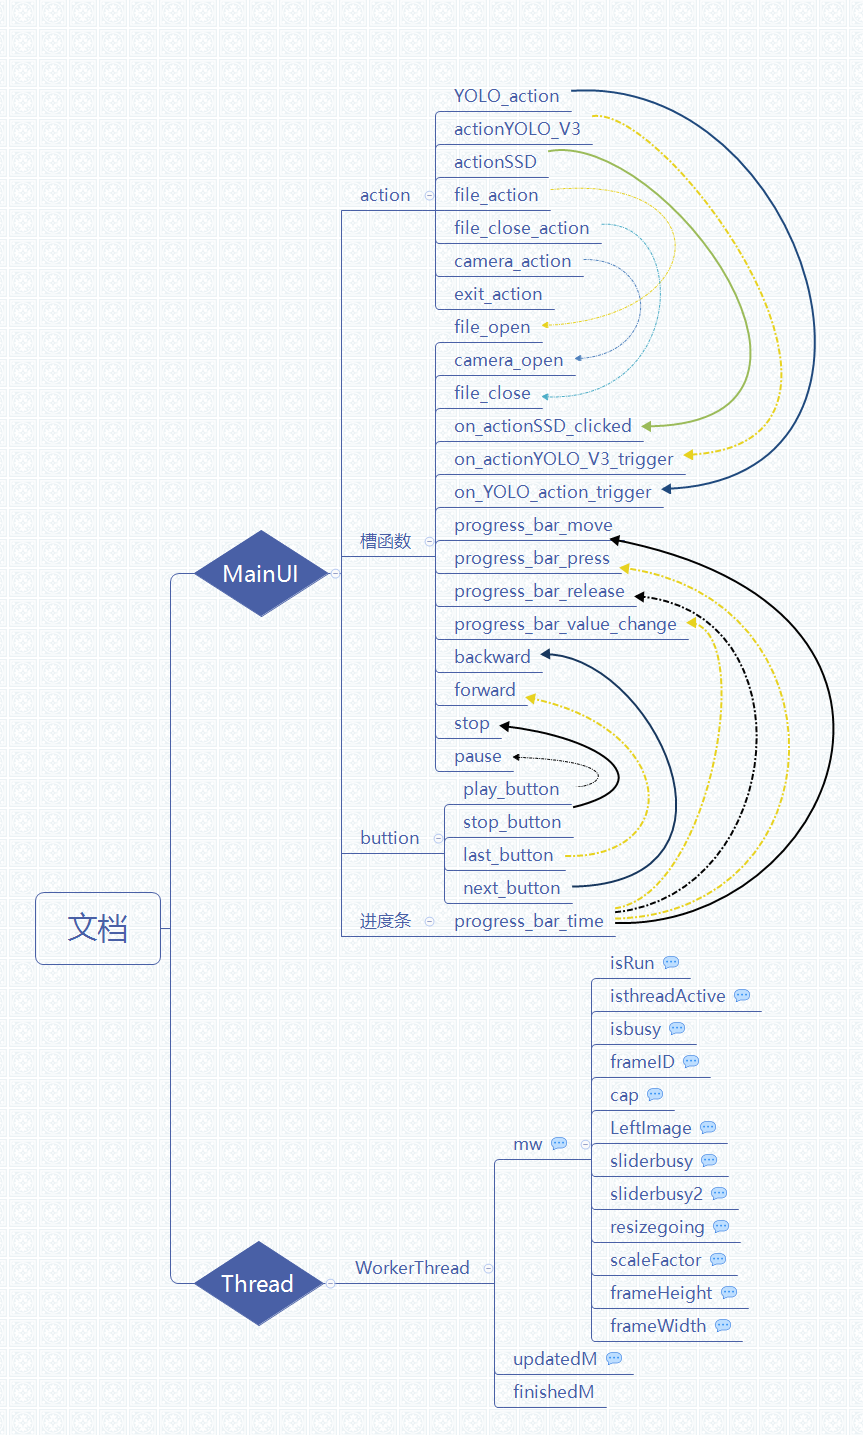 YOLO_action
actionYOLO_V3
actionSSD
action
file_action
file_close_action
camera_action
exit_action
file_open
camera_open
file_close
on_actionSSD_clicked
on_actionYOLO_V3_trigger
on_YOLO_action_trigger
progress_bar_move
槽函数
progress_bar_press
MainUI
progress_bar_release
progress_bar_value_change
backward
forward
stop
pause
play_button
stop_button
buttion
last_button
next_button
进度条
progress_bar_time
文档
isRun
isthreadActive
isbusy
frameID
cap
LeftImage
mw
sliderbusy
sliderbusy2
resizegoing
scaleFactor
WorkerThread
Thread
frameHeight
frameWidth
updatedM
finishedM